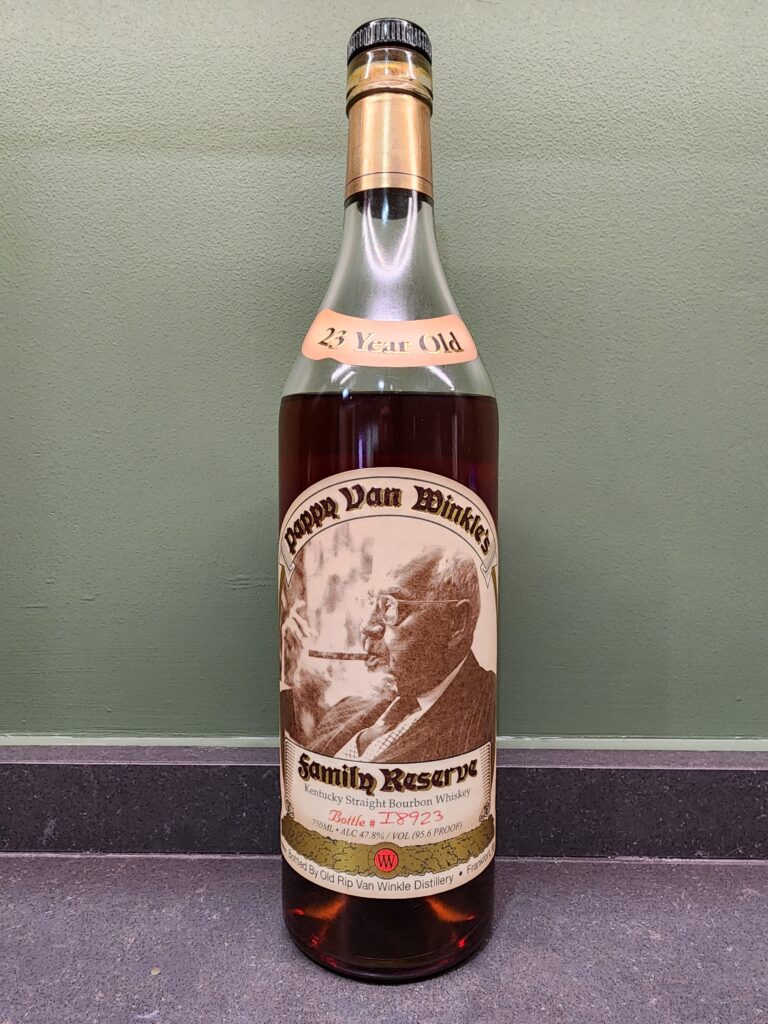 23 Year Old
Pappy Van Winkle's
Family Reserve
Kentucky Straight Bourbon Whiskey
Bottle # I8923
750ML • ALC 47.8% / VOL (95.6 PROOF)
W
Bottled By Old Rip Van Winkle Distillery •